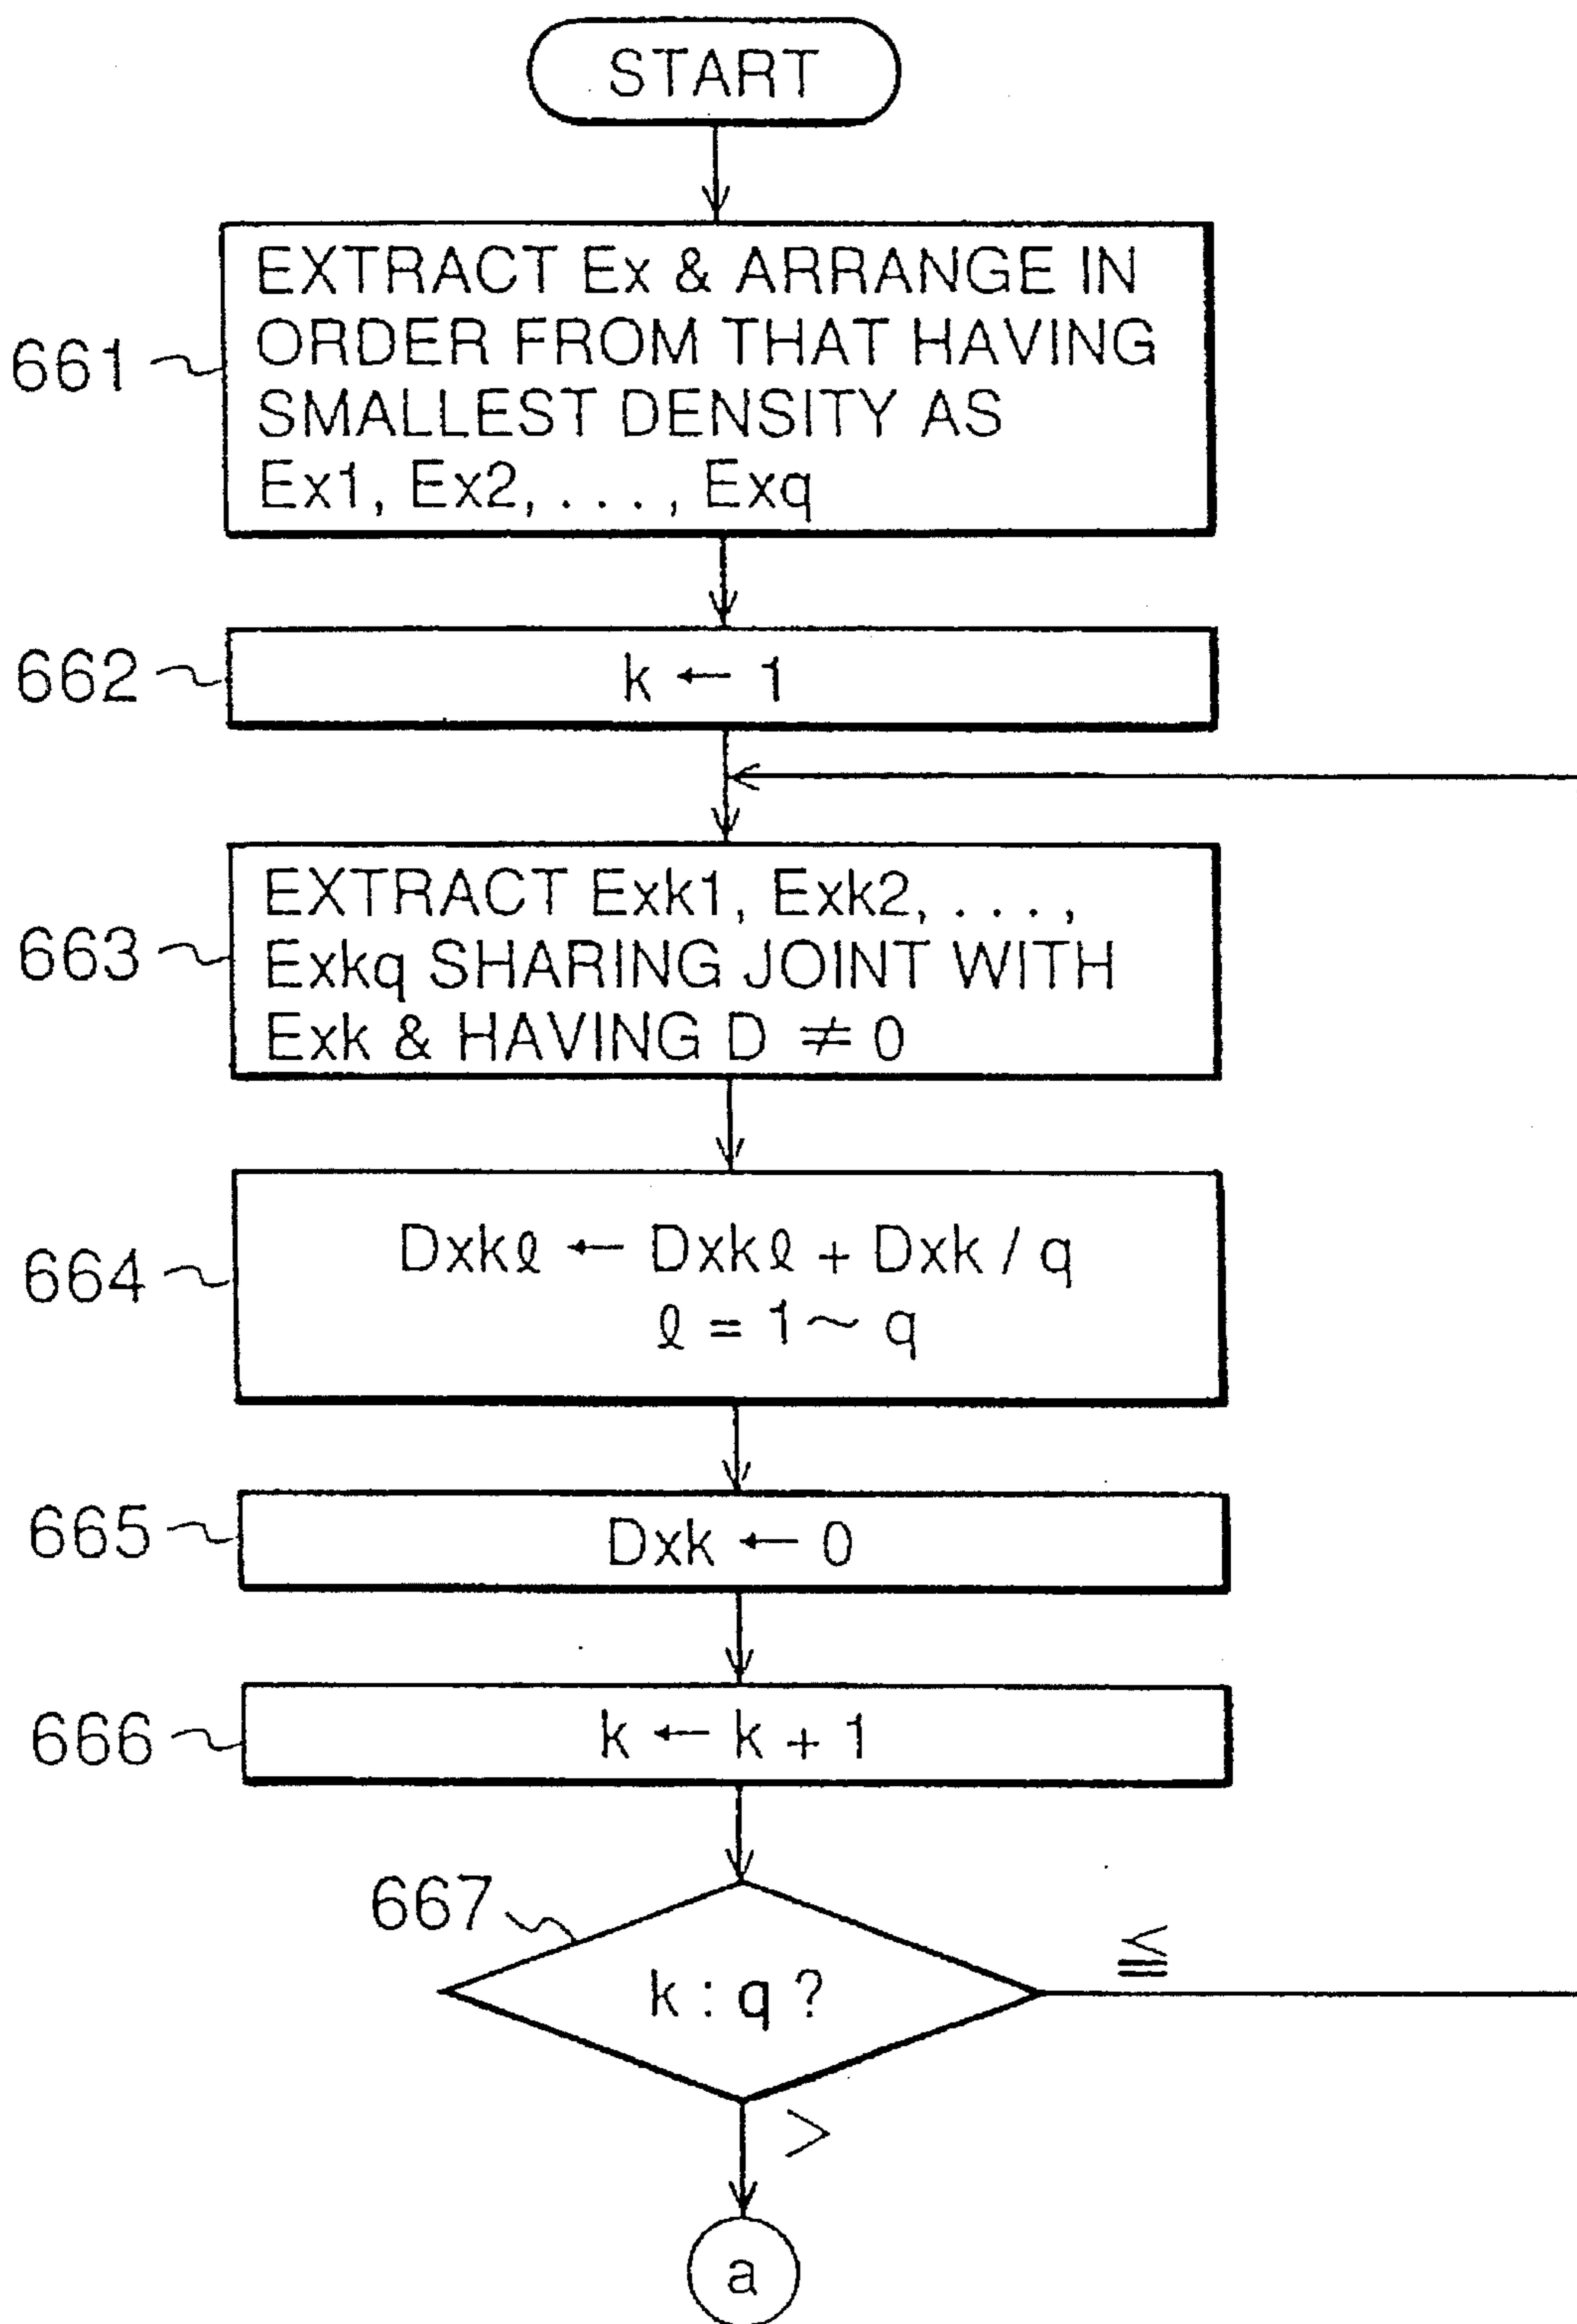 START
661
EXTRACT Ex & ARRANGE IN
ORDER FROM THAT HAVING
SMALLEST DENSITY AS
Ex1, Ex2, . . . , Exq
662
k ← 1
663
EXTRACT Exk1, Exk2, . . . ,
Exkq SHARING JOINT WITH
Exk & HAVING D ≠ 0
664
Dxkℓ ← Dxkℓ + Dxk / q
ℓ = 1 ~ q
665
Dxk ← 0
666
k ← k + 1
667
k : q ?
≦
>
a